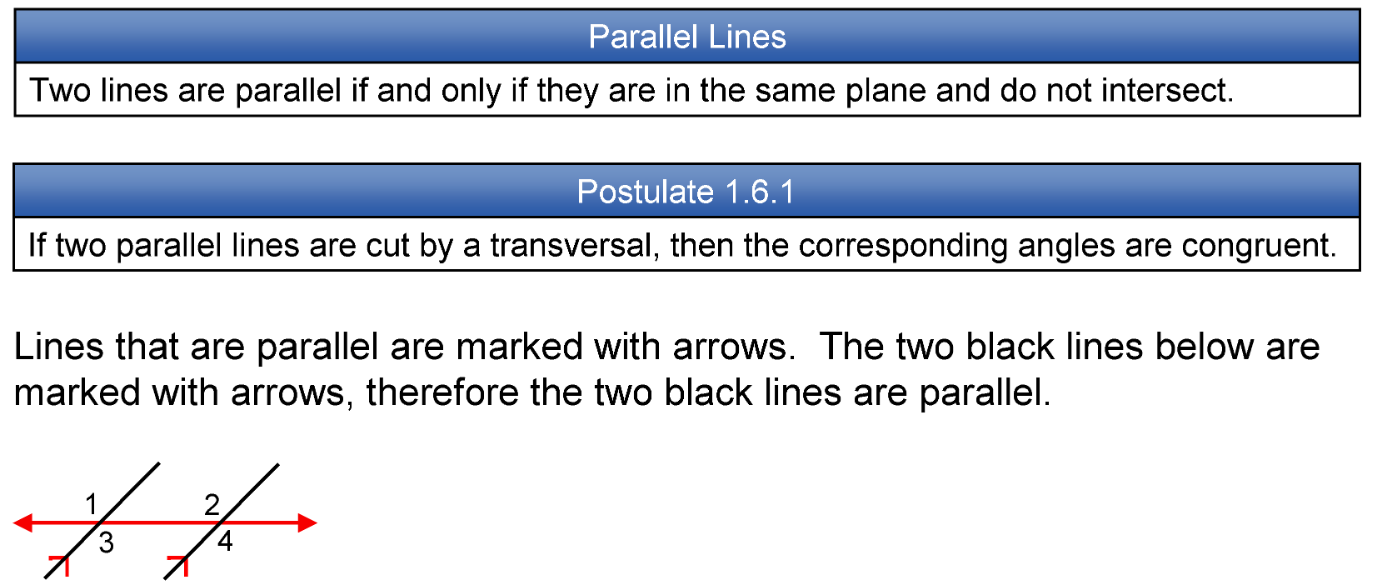 Parallel Lines
Two lines are parallel if and only if they are in the same plane and do not intersect.
Postulate 1.6.1
If two parallel lines are cut by a transversal, then the corresponding angles are congruent.
Lines that are parallel are marked with arrows.  The two black lines below are
marked with arrows, therefore the two black lines are parallel.
1 2
3 4